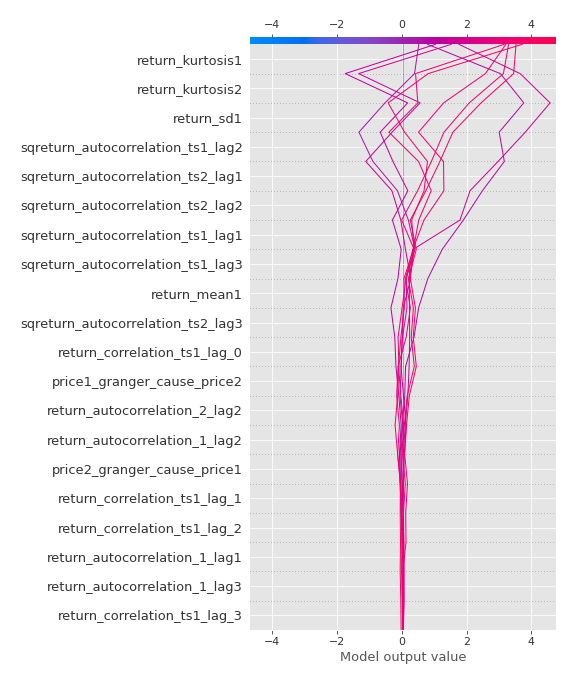 −4 −2 0 2 4
return_kurtosis1
return_kurtosis2
return_sd1
sqreturn_autocorrelation_ts1_lag2
sqreturn_autocorrelation_ts2_lag1
sqreturn_autocorrelation_ts2_lag2
sqreturn_autocorrelation_ts1_lag1
sqreturn_autocorrelation_ts1_lag3
return_mean1
sqreturn_autocorrelation_ts2_lag3
return_correlation_ts1_lag_0
price1_granger_cause_price2
return_autocorrelation_2_lag2
return_autocorrelation_1_lag2
price2_granger_cause_price1
return_correlation_ts1_lag_1
return_correlation_ts1_lag_2
return_autocorrelation_1_lag1
return_autocorrelation_1_lag3
return_correlation_ts1_lag_3
−4 −2 0 2 4
Model output value